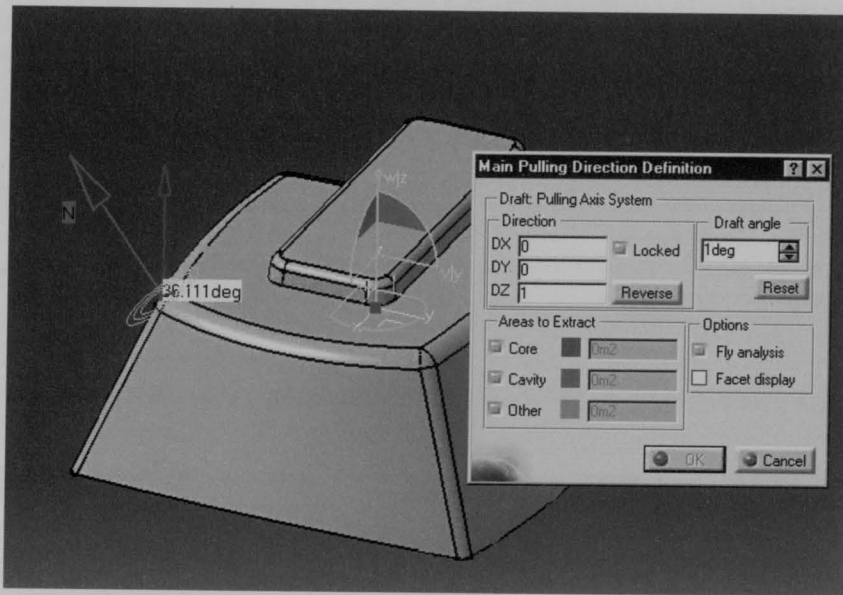 Main Pulling Direction Definition
Draft: Pulling Axis System
Direction
DX 0
DY 0
DZ 1
Locked
Reverse
Draft angle
1deg
Reset
Areas to Extract
Core 0m2
Cavity 0m2
Other 0m2
Options
Fly analysis
Facet display
OK
Cancel
N
36.111deg
w|z
v|y